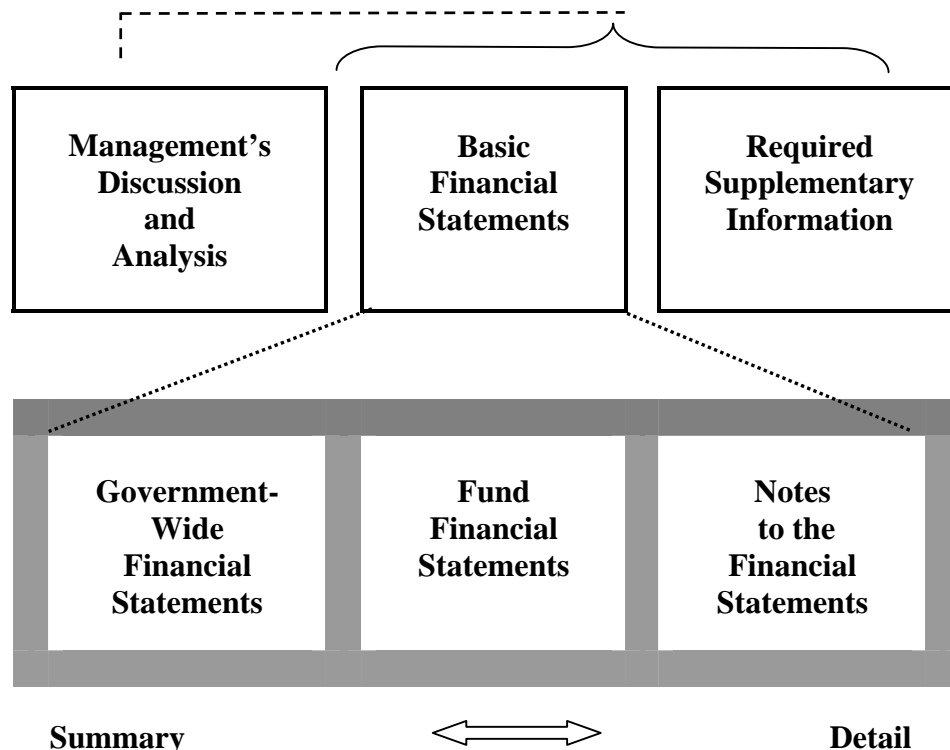 Management’s
Discussion
and
Analysis
Basic
Financial
Statements
Required
Supplementary
Information
Government-
Wide
Financial
Statements
Fund
Financial
Statements
Notes
to the
Financial
Statements
Summary
Detail